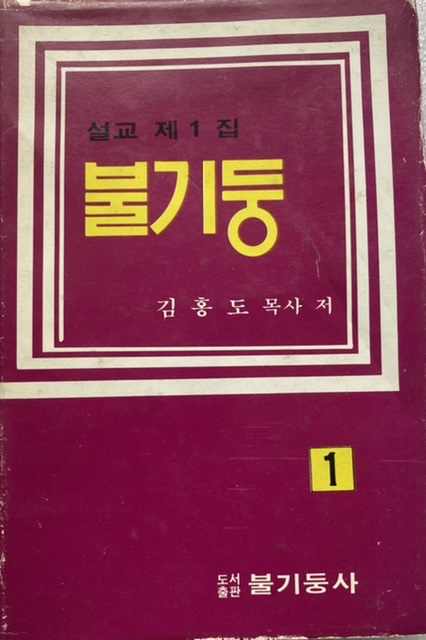 설교 제 1 집
불기둥
김홍도 목사 저
1
도서
출판 불기둥사